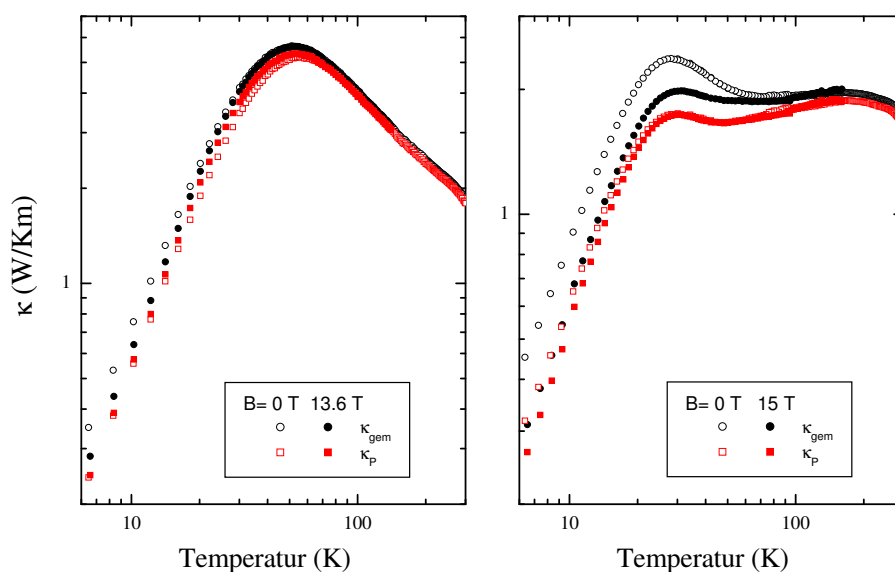 κ (W/Km)
1
10
100
Temperatur (K)
B= 0 T 13.6 T
κgem
κP
1
10
100
Temperatur (K)
B= 0 T 15 T
κgem
κP